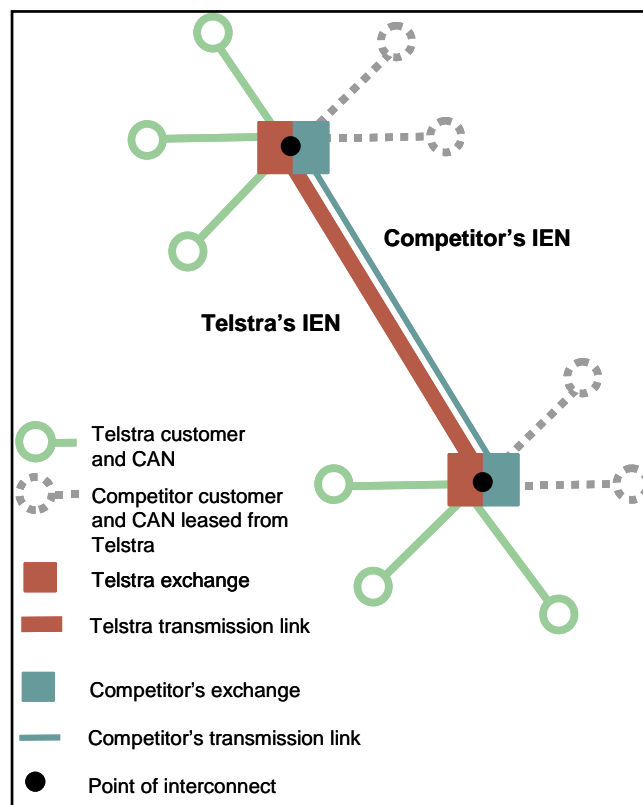 Competitor's IEN
Telstra's IEN
Telstra customer
and CAN
Competitor customer
and CAN leased from
Telstra
Telstra exchange
Telstra transmission link
Competitor's exchange
Competitor's transmission link
Point of interconnect